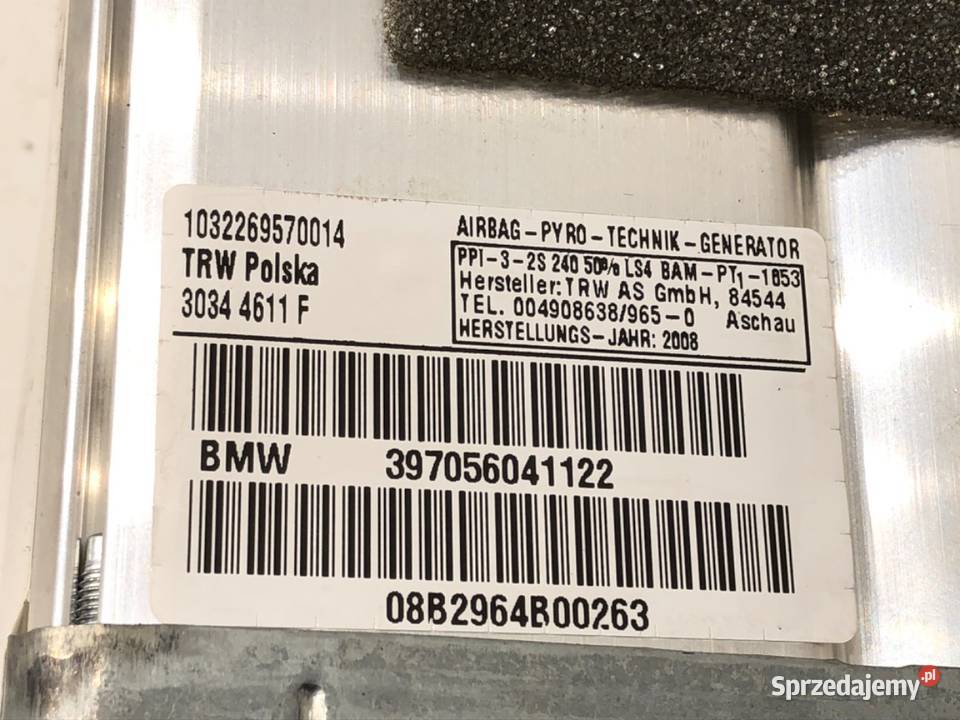 1032269570014
TRW Polska
3034 4611 F
AIRBAG-PYRO-TECHNIK-GENERATOR
PPI-3-2S 240 50% LS4 BAM-PT1-1853
Hersteller:TRW AS GmbH, 84544
TEL. 004908638/965-0 Aschau
HERSTELLUNGS-JAHR: 2008
BMW 397056041122
08B2964B00263
Sprzedajemy.pl